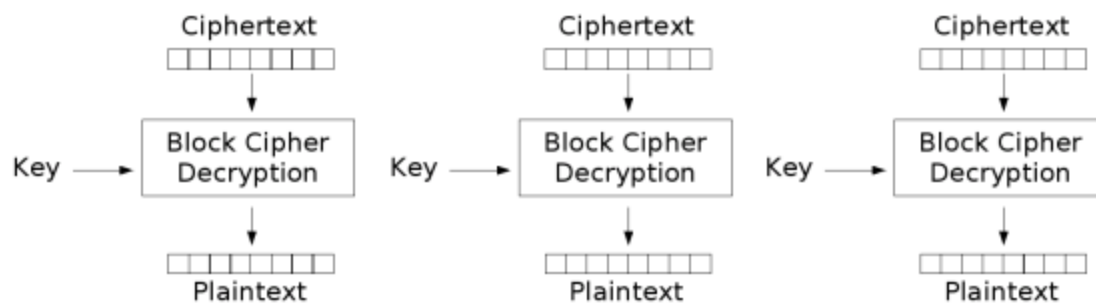 Ciphertext
Ciphertext
Ciphertext
Key
Block Cipher
Decryption
Key
Block Cipher
Decryption
Key
Block Cipher
Decryption
Plaintext
Plaintext
Plaintext